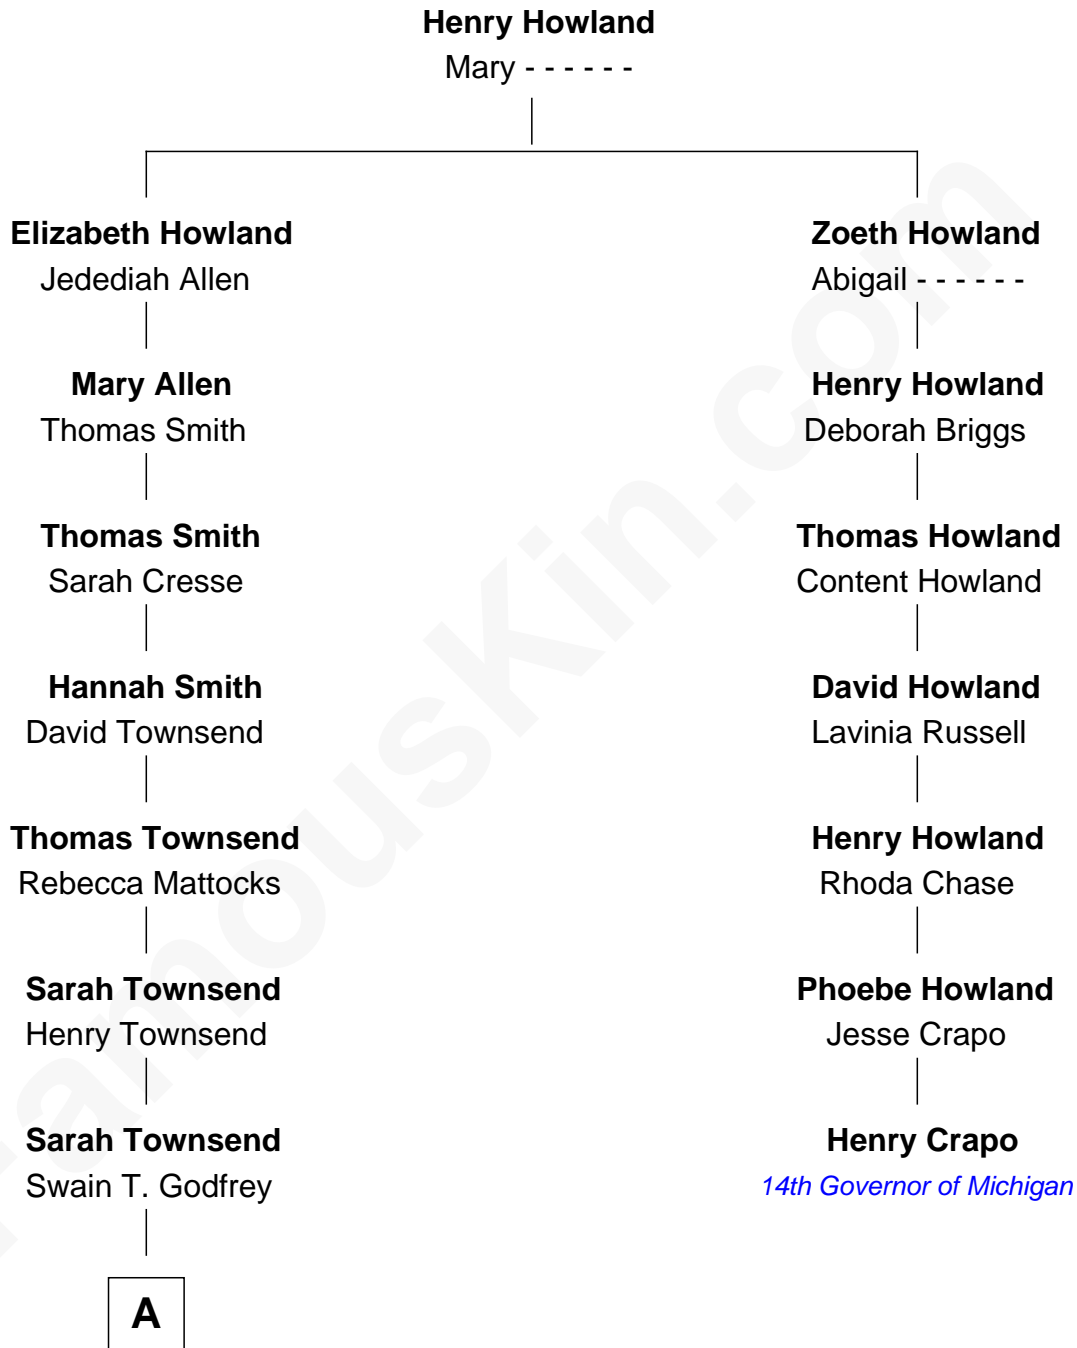 Henry Howland
Mary - - - - - -
Elizabeth Howland
Jedediah Allen
Zoeth Howland
Abigail - - - - - -
Mary Allen
Thomas Smith
Henry Howland
Deborah Briggs
Thomas Smith
Sarah Cresse
Thomas Howland
Content Howland
Hannah Smith
David Townsend
David Howland
Lavinia Russell
Thomas Townsend
Rebecca Mattocks
Henry Howland
Rhoda Chase
Sarah Townsend
Henry Townsend
Phoebe Howland
Jesse Crapo
Sarah Townsend
Swain T. Godfrey
Henry Crapo
14th Governor of Michigan
A
FamousKin.com